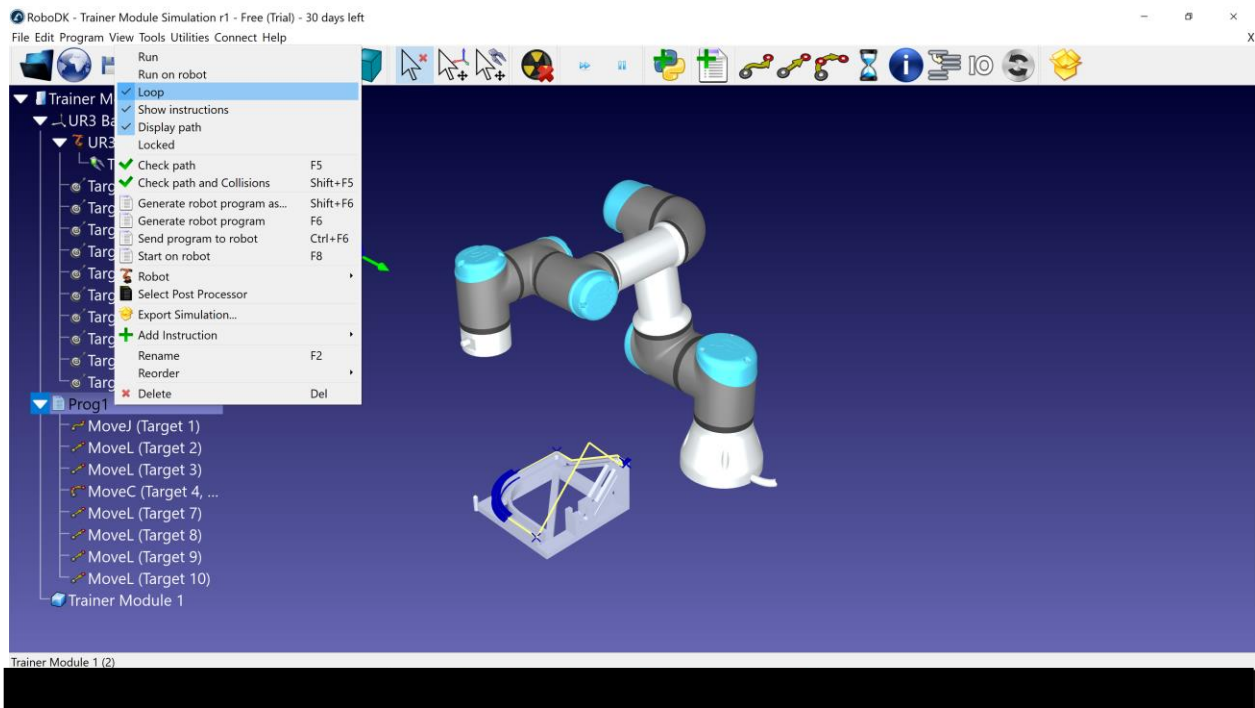 RoboDK - Trainer Module Simulation r1 - Free (Trial) - 30 days left
File Edit Program View Tools Utilities Connect Help
X
Run
Run on robot
Loop
Show instructions
Display path
Locked
Check path F5
Check path and Collisions Shift+F5
Generate robot program as... Shift+F6
Generate robot program F6
Send program to robot Ctrl+F6
Start on robot F8
Robot
Select Post Processor
Export Simulation...
Add Instruction
Rename F2
Reorder
Delete Del
IO
Trainer M
UR3 Ba
UR3
T
Targ
Targ
Targ
Targ
Targ
Targ
Targ
Targ
Targ
Targ
Prog1
MoveJ (Target 1)
MoveL (Target 2)
MoveL (Target 3)
MoveC (Target 4, ...
MoveL (Target 7)
MoveL (Target 8)
MoveL (Target 9)
MoveL (Target 10)
Trainer Module 1
Trainer Module 1 (2)